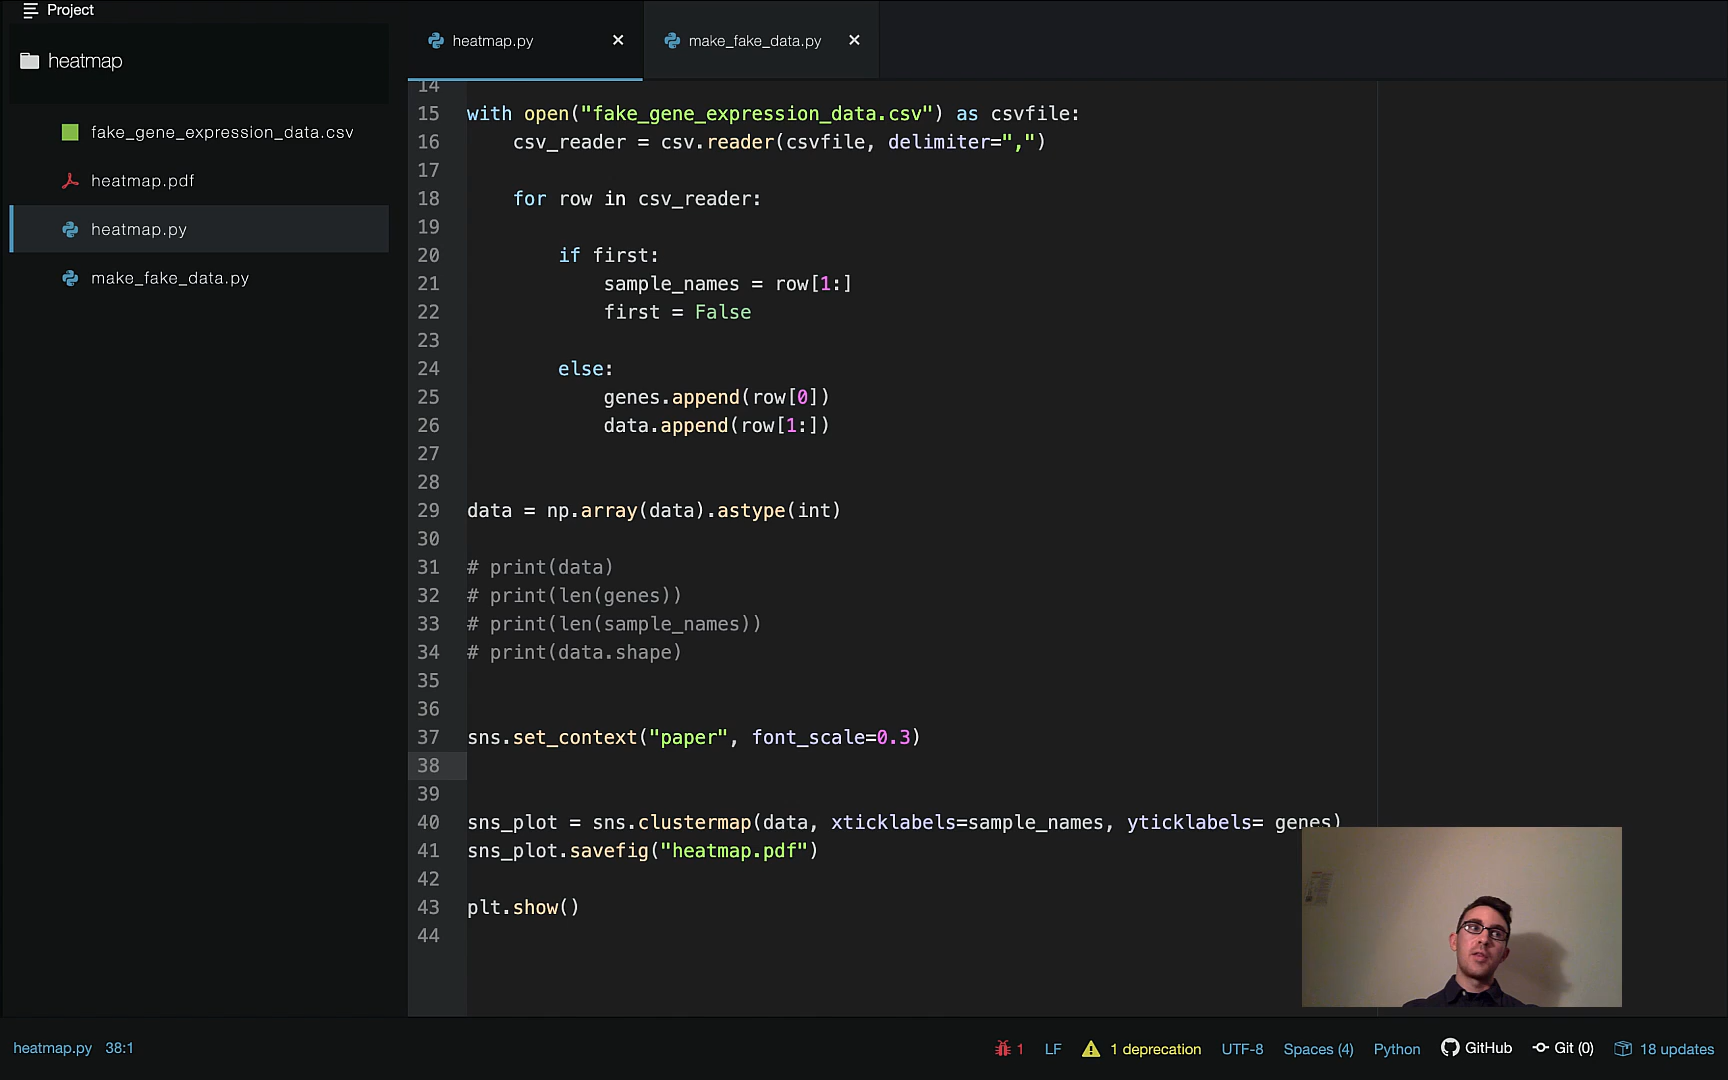 Project
heatmap
fake_gene_expression_data.csv
heatmap.pdf
heatmap.py
make_fake_data.py
heatmap.py
make_fake_data.py
14
15 with open("fake_gene_expression_data.csv") as csvfile:
16     csv_reader = csv.reader(csvfile, delimiter=",")
17
18     for row in csv_reader:
19
20         if first:
21             sample_names = row[1:]
22             first = False
23
24         else:
25             genes.append(row[0])
26             data.append(row[1:])
27
28
29 data = np.array(data).astype(int)
30
31 # print(data)
32 # print(len(genes))
33 # print(len(sample_names))
34 # print(data.shape)
35
36
37 sns.set_context("paper", font_scale=0.3)
38
39
40 sns_plot = sns.clustermap(data, xticklabels=sample_names, yticklabels= genes)
41 sns_plot.savefig("heatmap.pdf")
42
43 plt.show()
44
heatmap.py 38:1 1 LF 1 deprecation UTF-8 Spaces (4) Python GitHub Git (0) 18 updates